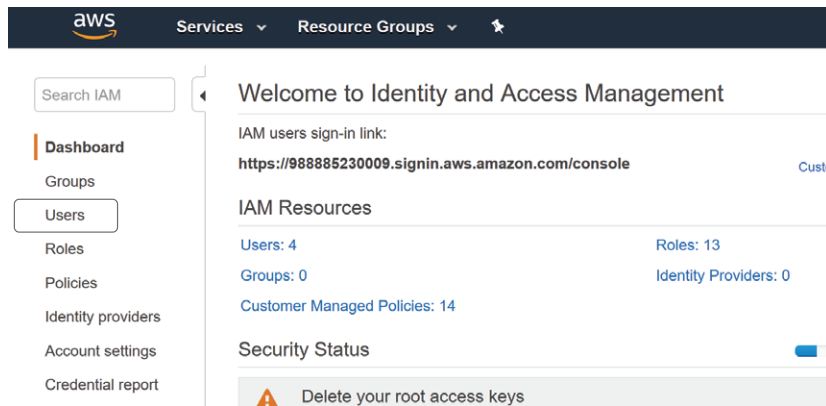 aws
Services
Resource Groups
Search IAM
Dashboard
Groups
Users
Roles
Policies
Identity providers
Account settings
Credential report
Welcome to Identity and Access Management
IAM users sign-in link:
https://988885230009.signin.aws.amazon.com/console
IAM Resources
Users: 4
Roles: 13
Groups: 0
Identity Providers: 0
Customer Managed Policies: 14
Security Status
Delete your root access keys